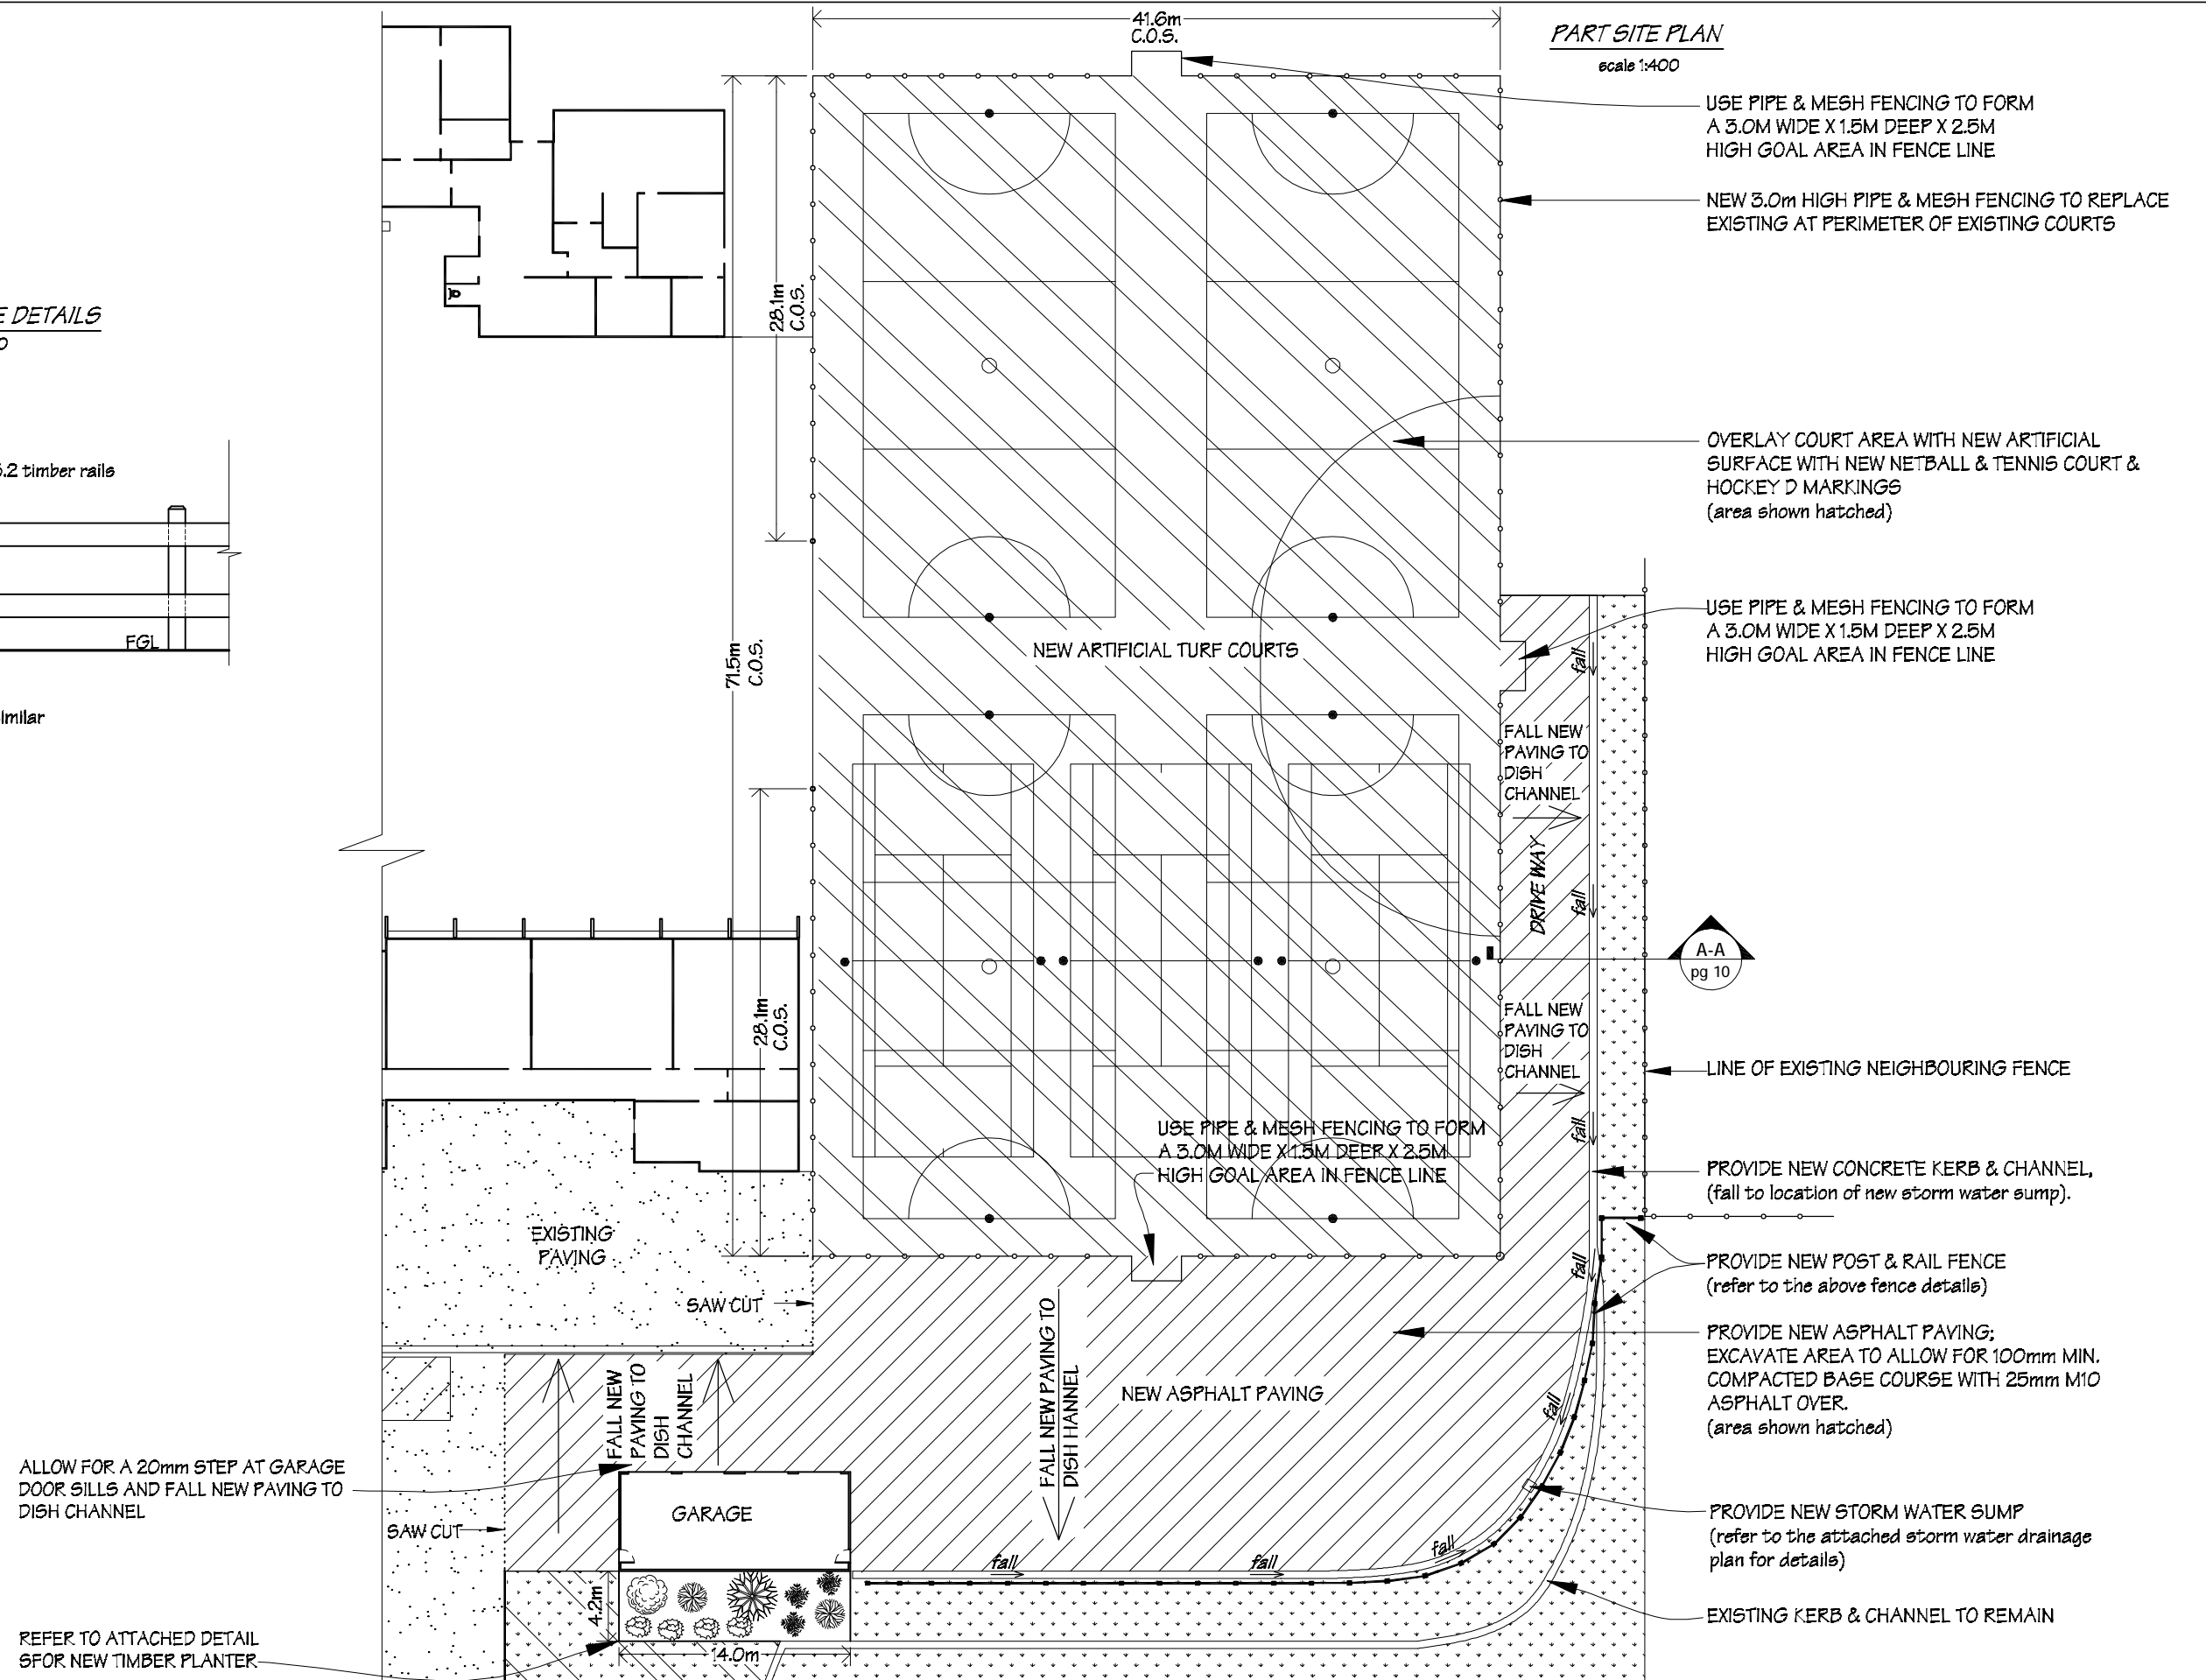 41.6m
C.O.S.
PART SITE PLAN
scale 1:400
USE PIPE & MESH FENCING TO FORM
A 3.0M WIDE X 1.5M DEEP X 2.5M
HIGH GOAL AREA IN FENCE LINE
NEW 3.0m HIGH PIPE & MESH FENCING TO REPLACE
EXISTING AT PERIMETER OF EXISTING COURTS
28.1m
C.O.S.
E DETAILS
0
OVERLAY COURT AREA WITH NEW ARTIFICIAL
SURFACE WITH NEW NETBALL & TENNIS COURT &
HOCKEY D MARKINGS
(area shown hatched)
5.2 timber rails
FGL
similar
71.5m
C.O.S.
NEW ARTIFICIAL TURF COURTS
USE PIPE & MESH FENCING TO FORM
A 3.0M WIDE X 1.5M DEEP X 2.5M
HIGH GOAL AREA IN FENCE LINE
fall
FALL NEW
PAVING TO
DISH
CHANNEL
DRIVE WAY
fall
A-A
pg 10
28.1m
C.O.S.
FALL NEW
PAVING TO
DISH
CHANNEL
LINE OF EXISTING NEIGHBOURING FENCE
fall
USE PIPE & MESH FENCING TO FORM
A 3.0M WIDE X 1.5M DEEP X 2.5M
HIGH GOAL AREA IN FENCE LINE
PROVIDE NEW CONCRETE KERB & CHANNEL,
(fall to location of new storm water sump).
EXISTING
PAVING
fall
PROVIDE NEW POST & RAIL FENCE
(refer to the above fence details)
SAW CUT
PROVIDE NEW ASPHALT PAVING;
EXCAVATE AREA TO ALLOW FOR 100mm MIN.
COMPACTED BASE COURSE WITH 25mm M10
ASPHALT OVER.
(area shown hatched)
FALL NEW
PAVING TO
DISH
CHANNEL
FALL NEW PAVING TO
DISH HANNEL
NEW ASPHALT PAVING
fall
ALLOW FOR A 20mm STEP AT GARAGE
DOOR SILLS AND FALL NEW PAVING TO
DISH CHANNEL
GARAGE
SAW CUT
PROVIDE NEW STORM WATER SUMP
(refer to the attached storm water drainage
plan for details)
fall
fall
fall
4.2m
EXISTING KERB & CHANNEL TO REMAIN
REFER TO ATTACHED DETAIL
SFOR NEW TIMBER PLANTER
14.0m